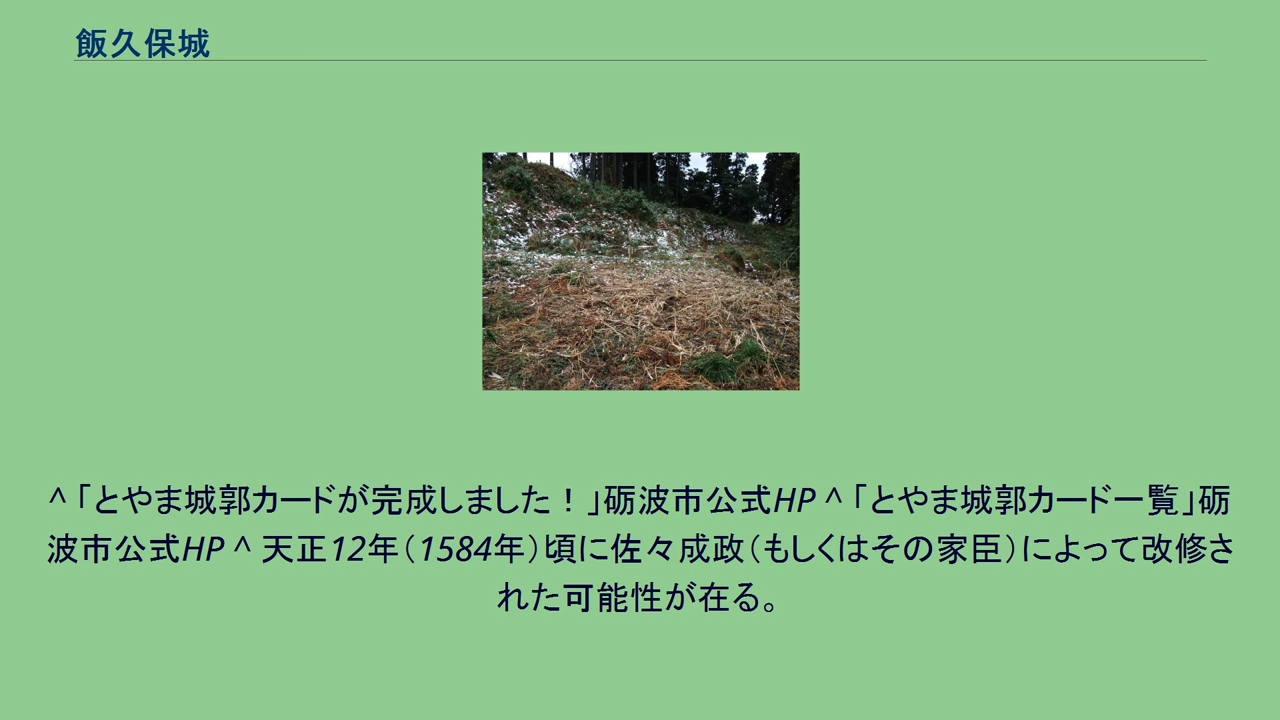 飯久保城
^ 「とやま城郭カードが完成しました！」砺波市公式HP ^ 「とやま城郭カード一覧」砺
波市公式HP ^ 天正12年（1584年）頃に佐々成政（もしくはその家臣）によって改修さ
れた可能性が在る。